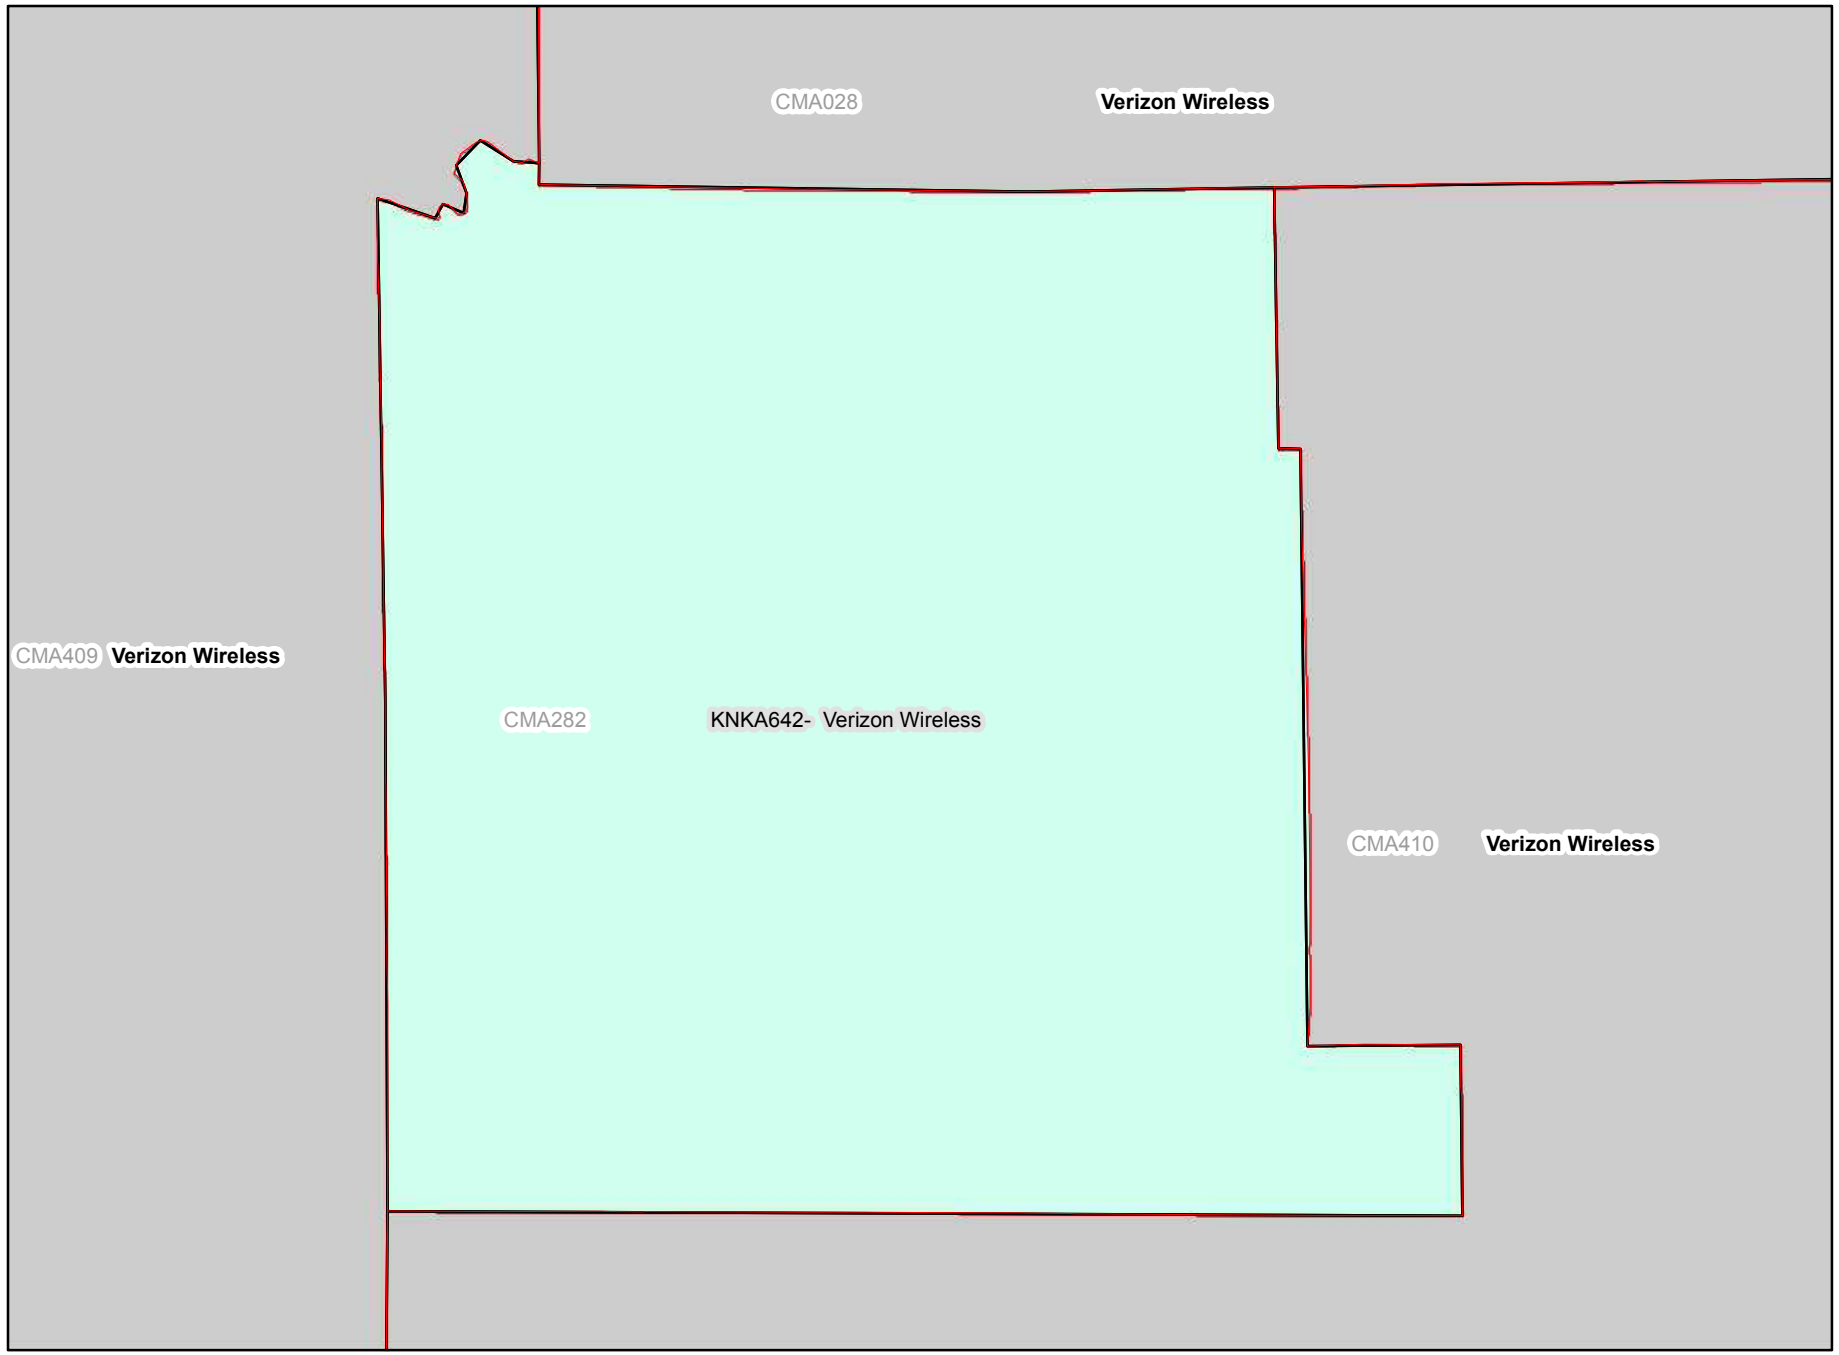 CMA028 Verizon Wireless
CMA409 Verizon Wireless
CMA282 KNKA642- Verizon Wireless
CMA410 Verizon Wireless